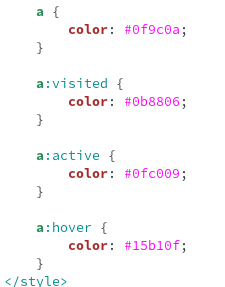 a {
    color: #0f9c0a;
}
a:visited {
    color: #0b8806;
}
a:active {
    color: #0fc009;
}
a:hover {
    color: #15b10f;
}
</style>